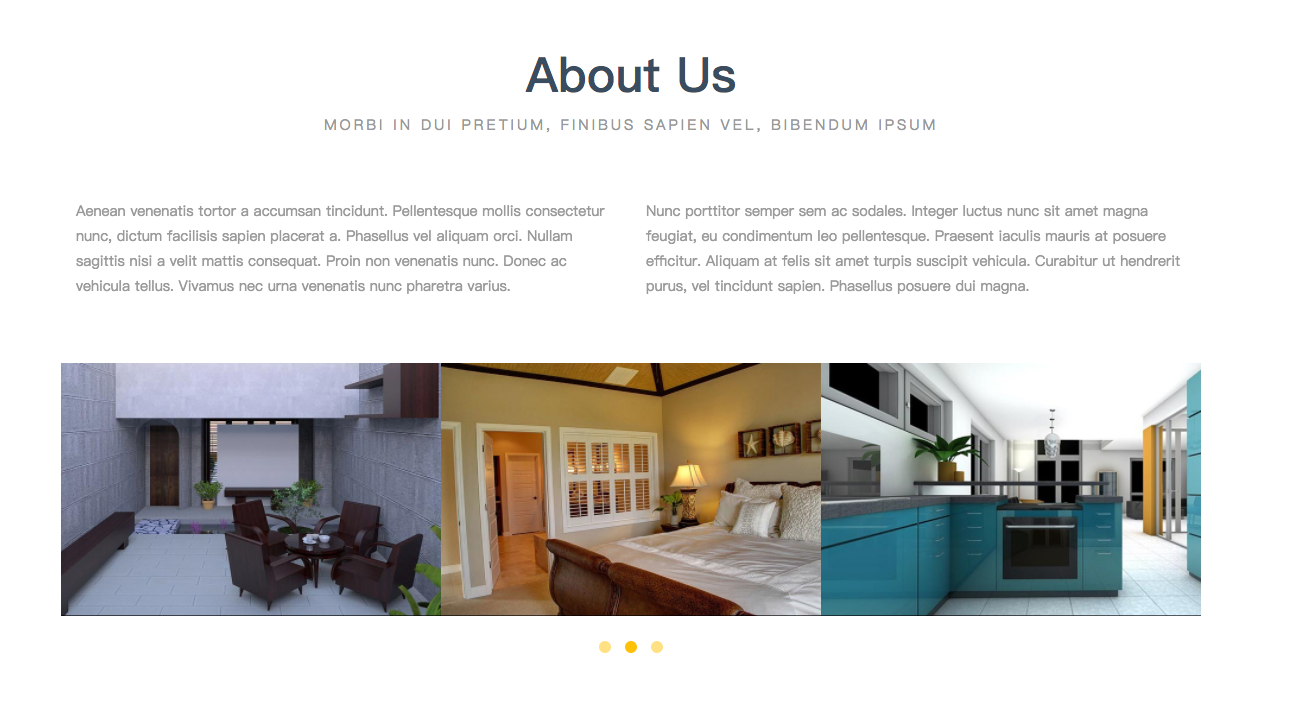 About Us
MORBI IN DUI PRETIUM, FINIBUS SAPIEN VEL, BIBENDUM IPSUM
Aenean venenatis tortor a accumsan tincidunt. Pellentesque mollis consectetur
nunc, dictum facilisis sapien placerat a. Phasellus vel aliquam orci. Nullam
sagittis nisi a velit mattis consequat. Proin non venenatis nunc. Donec ac
vehicula tellus. Vivamus nec urna venenatis nunc pharetra varius.
Nunc porttitor semper sem ac sodales. Integer luctus nunc sit amet magna
feugiat, eu condimentum leo pellentesque. Praesent iaculis mauris at posuere
efficitur. Aliquam at felis sit amet turpis suscipit vehicula. Curabitur ut hendrerit
purus, vel tincidunt sapien. Phasellus posuere dui magna.